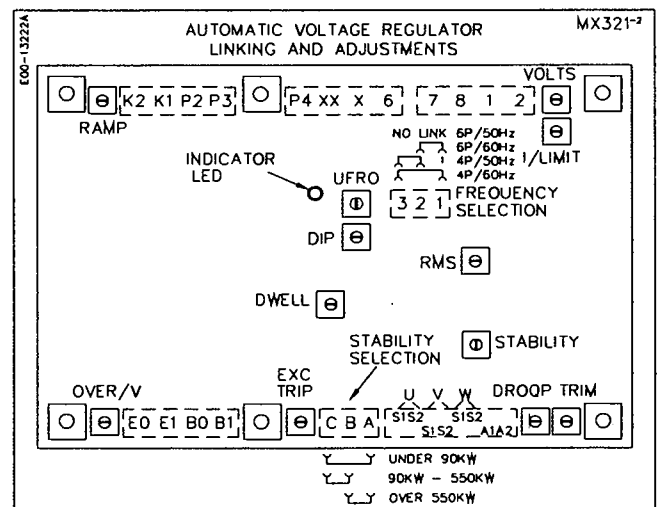 AUTOMATIC VOLTAGE REGULATOR MX321-2
LINKING AND ADJUSTMENTS
E00-13222A
VOLTS
K2 K1 P2 P3 P4 XX X 6 7 8 1 2
RAMP
NO LINK 6P/50Hz
6P/60Hz
I/LIMIT
4P/50Hz
4P/60Hz
INDICATOR
LED
UFRO
3 2 1 FREQUENCY
SELECTION
DIP
RMS
DWELL
STABILITY
SELECTION
STABILITY
OVER/V
EXC
TRIP
U V W
DROOP TRIM
E0 E1 B0 B1 C B A S1S2 S1S2 S1S2 A1A2
UNDER 90KW
90KW - 550KW
OVER 550KW